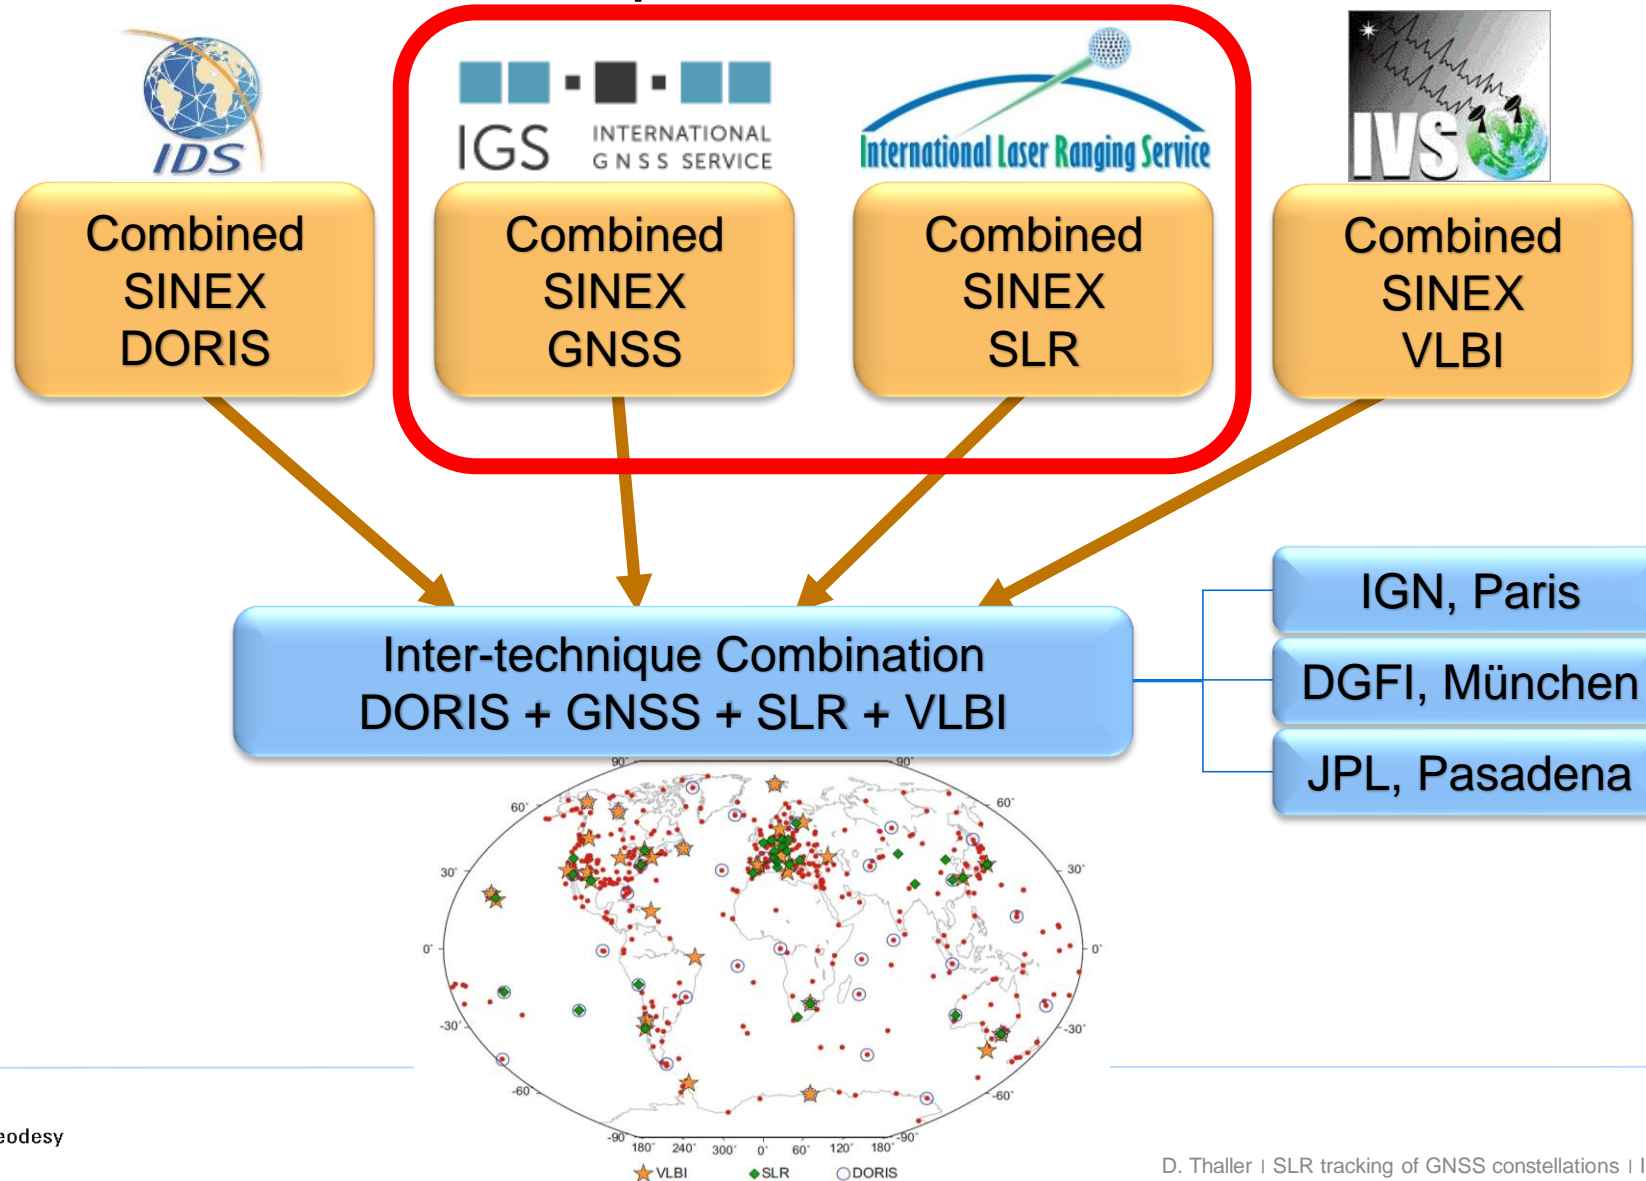 IDS
IGS
INTERNATIONAL
GNSS SERVICE
International Laser Ranging Service
IVS
Combined
SINEX
DORIS
Combined
SINEX
GNSS
Combined
SINEX
SLR
Combined
SINEX
VLBI
Inter-technique Combination
DORIS + GNSS + SLR + VLBI
IGN, Paris
DGFI, München
JPL, Pasadena
90˚ 90˚
60˚ 60˚
30˚ 30˚
0˚ 0˚
-30˚ -30˚
-60˚ -60˚
-90˚ -90˚
180˚ 240˚ 300˚ 0˚ 60˚ 120˚ 180˚
VLBI SLR DORIS
eodesy
D. Thaller | SLR tracking of GNSS constellations | I